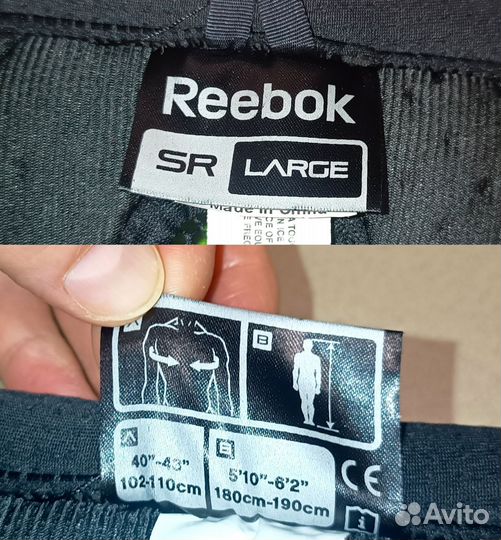 Reebok
SR LARGE
Made in China
A
B
A
B
40"-43"
102-110cm
5'10"-6'2"
180cm-190cm
CE
i
Avito